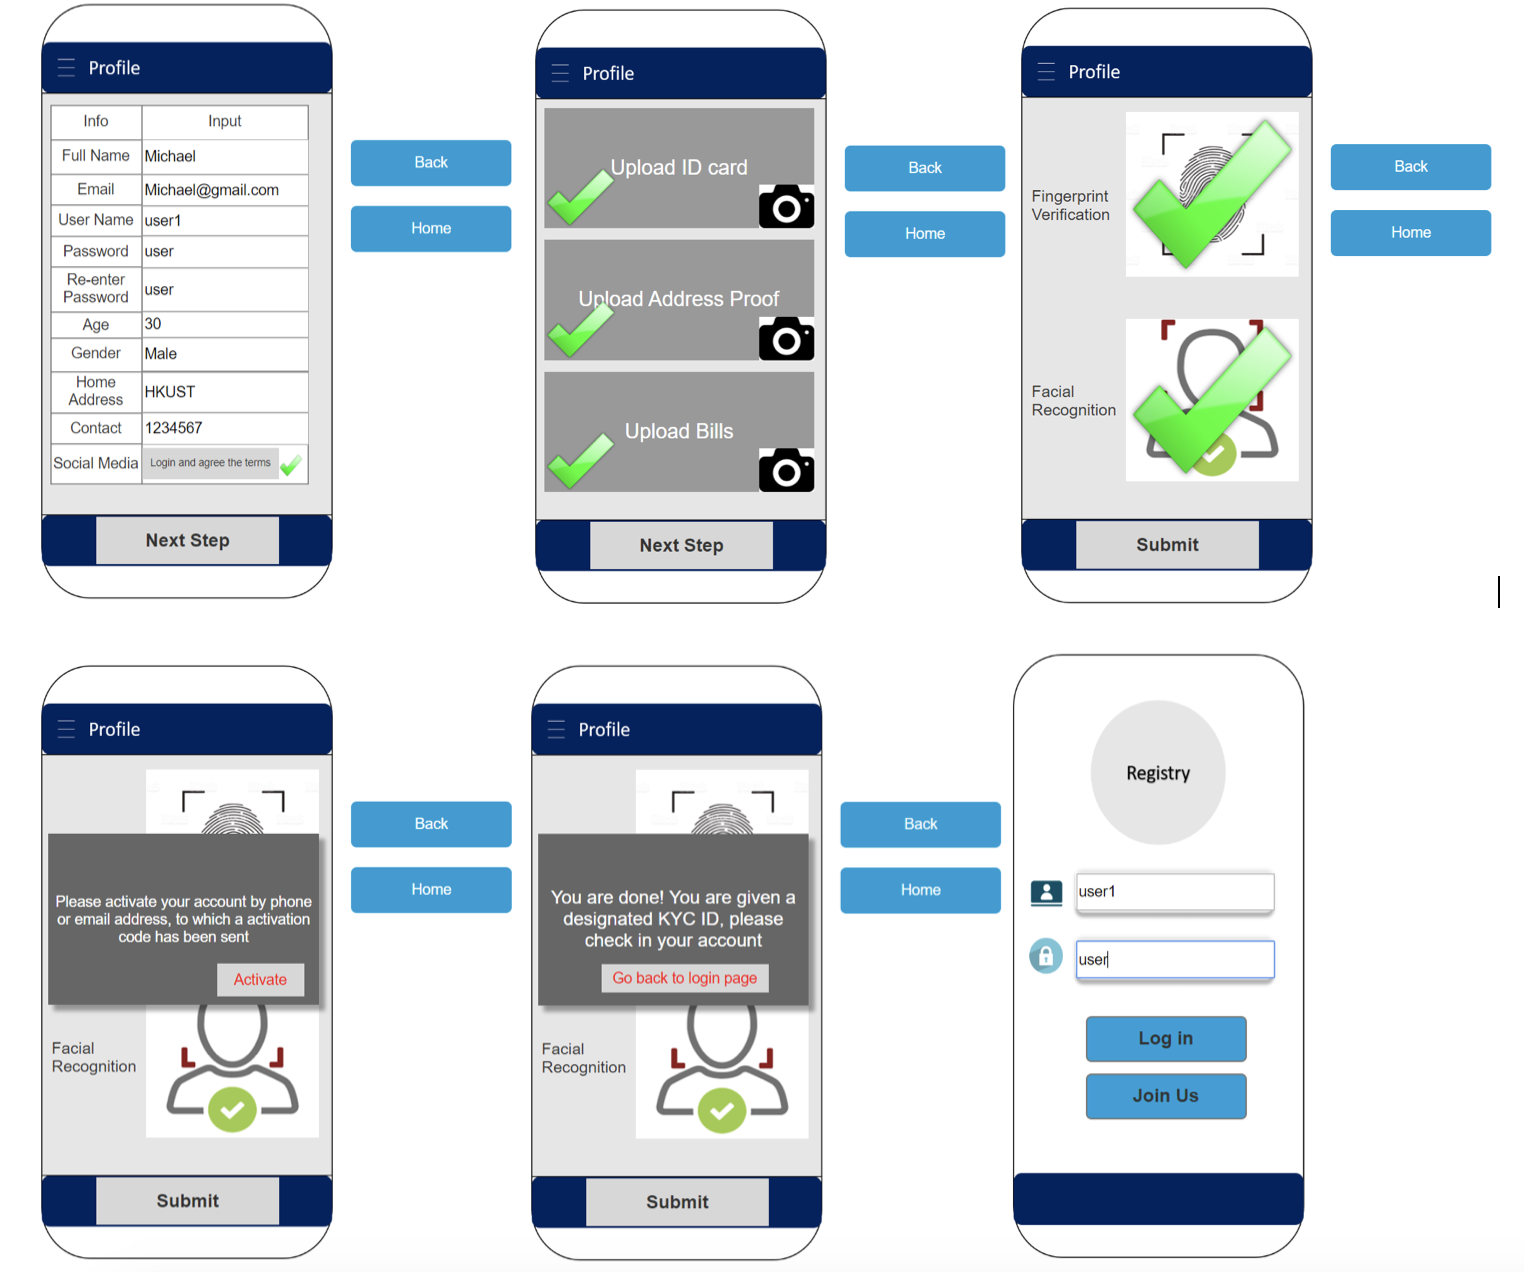 Profile
Info Input
Full Name Michael
Email Michael@gmail.com
User Name user1
Password user
Re-enter
Password user
Age 30
Gender Male
Home
Address HKUST
Contact 1234567
Social Media Login and agree the terms
Next Step
Back
Home
Profile
Upload ID card
Upload Address Proof
Upload Bills
Next Step
Back
Home
Profile
Fingerprint
Verification
Facial
Recognition
Submit
Back
Home
Profile
Please activate your account by phone
or email address, to which a activation
code has been sent
Activate
Facial
Recognition
Submit
Back
Home
Profile
You are done! You are given a
designated KYC ID, please
check in your account
Go back to login page
Facial
Recognition
Submit
Back
Home
Registry
user1
user
Log in
Join Us